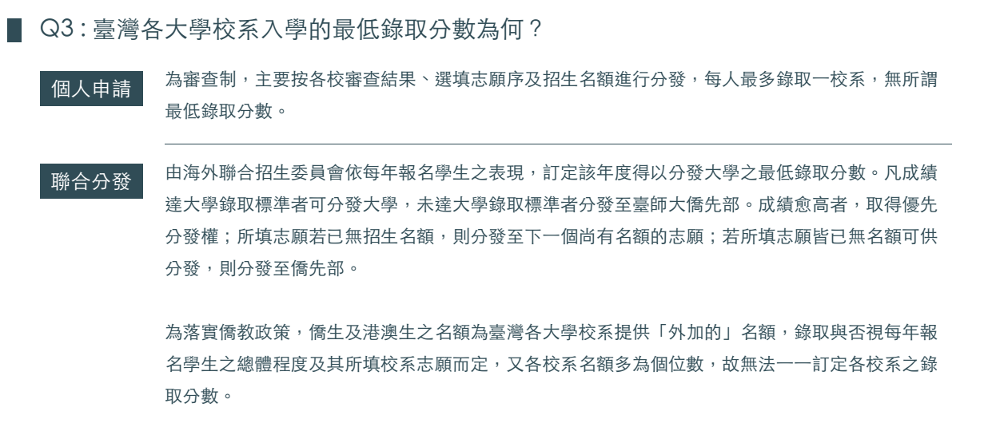 Q3：臺灣各大學校系入學的最低錄取分數為何？
個人申請
為審查制，主要按各校審查結果、選填志願序及招生名額進行分發，每人最多錄取一校系，無所謂
最低錄取分數。
聯合分發
由海外聯合招生委員會依每年報名學生之表現，訂定該年度得以分發大學之最低錄取分數。凡成績
達大學錄取標準者可分發大學，未達大學錄取標準者分發至臺師大僑先部。成績愈高者，取得優先
分發權；所填志願若已無招生名額，則分發至下一個尚有名額的志願；若所填志願皆已無名額可供
分發，則分發至僑先部。
為落實僑教政策，僑生及港澳生之名額為臺灣各大學校系提供「外加的」名額，錄取與否視每年報
名學生之總體程度及其所填校系志願而定，又各校系名額多為個位數，故無法一一訂定各校系之錄
取分數。